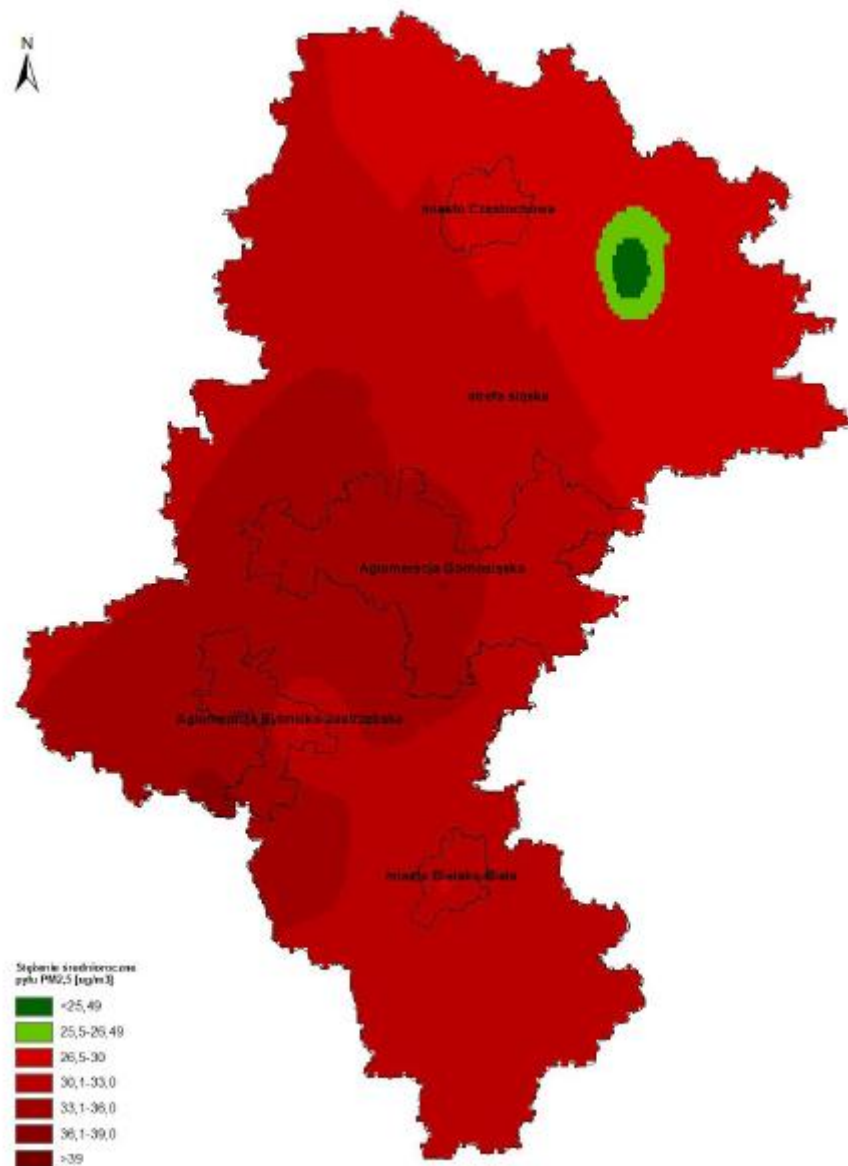 N
miasto Częstochowa
strefa śląska
Aglomeracja Górnośląska
Aglomeracja Rybnicko-Jastrzębska
miasto Bielsko-Biała
Stężenie średnioroczne
pyłu PM2,5 [ug/m3]
<25,49
25,5-26,49
26,5-30
30,1-33,0
33,1-36,0
36,1-39,0
>39